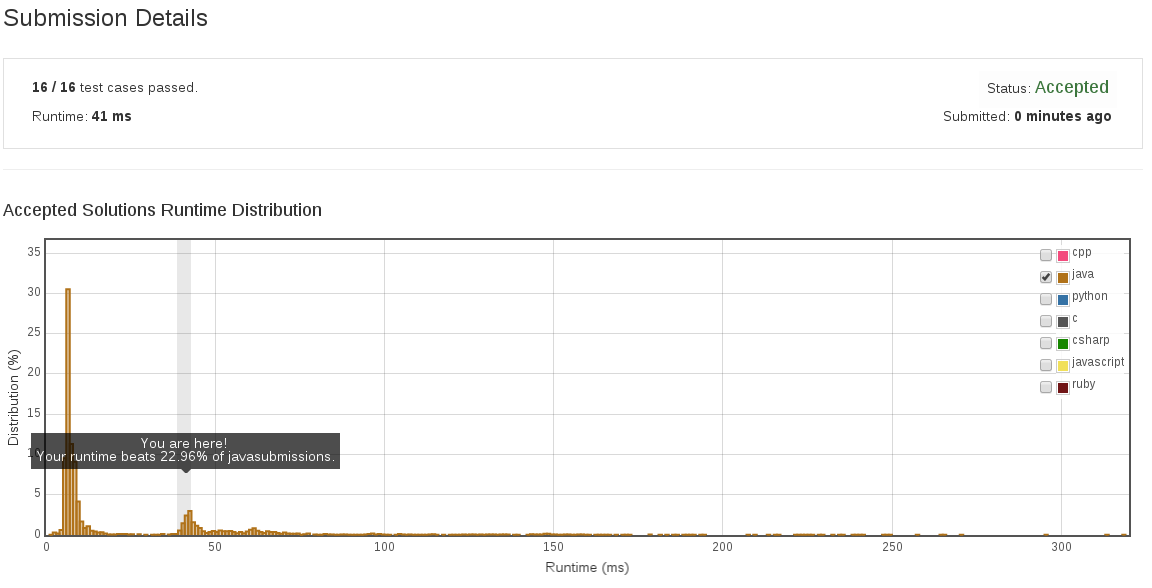 Submission Details
16 / 16 test cases passed.
Status: Accepted
Runtime: 41 ms
Submitted: 0 minutes ago
Accepted Solutions Runtime Distribution
cpp
java
python
c
csharp
javascript
ruby
Distribution (%)
35
30
25
20
15
10
5
0
You are here!
Your runtime beats 22.96% of javasubmissions.
0 50 100 150 200 250 300
Runtime (ms)